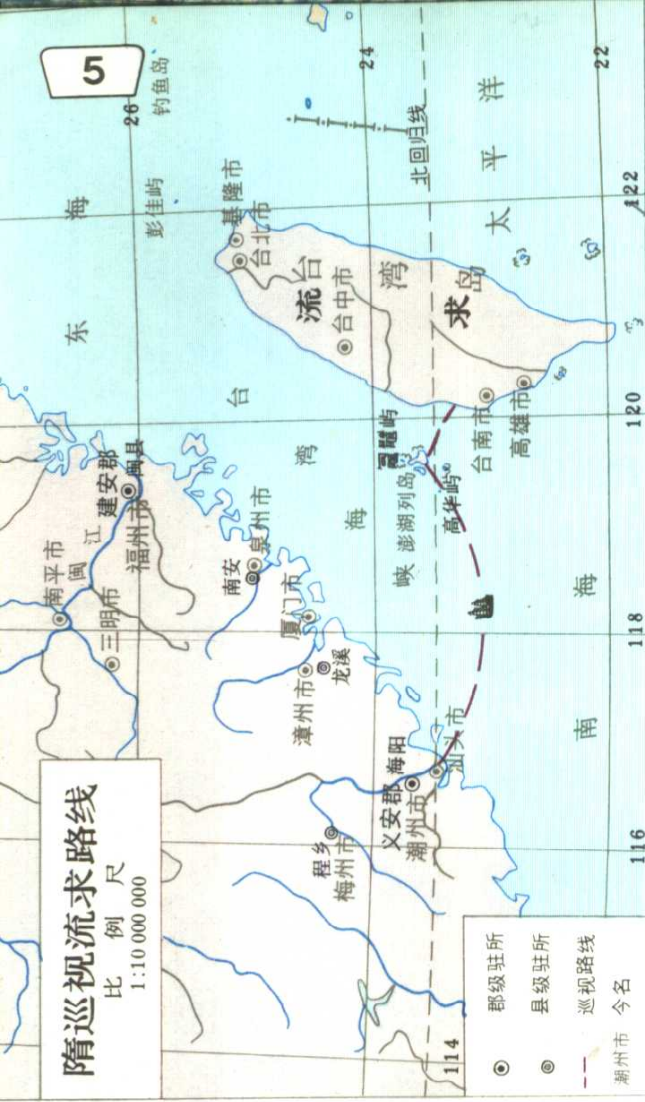 5
隋巡视流求路线
比例尺
1:10 000 000
26
24
22
114
116
118
120
122
东海
钓鱼岛
彭佳屿
基隆市
台北市
台湾岛
流求
台中市
台南市
高雄市
北回归线
太平洋
台湾海峡
澎湖列岛
高华屿
南海
南平市
闽江
三明市
建安郡
闽县
福州市
南安
泉州市
厦门市
漳州市
龙溪
义安郡
海阳
潮州市
汕头市
程乡
梅州市
郡级驻所
县级驻所
巡视路线
潮州市 今名